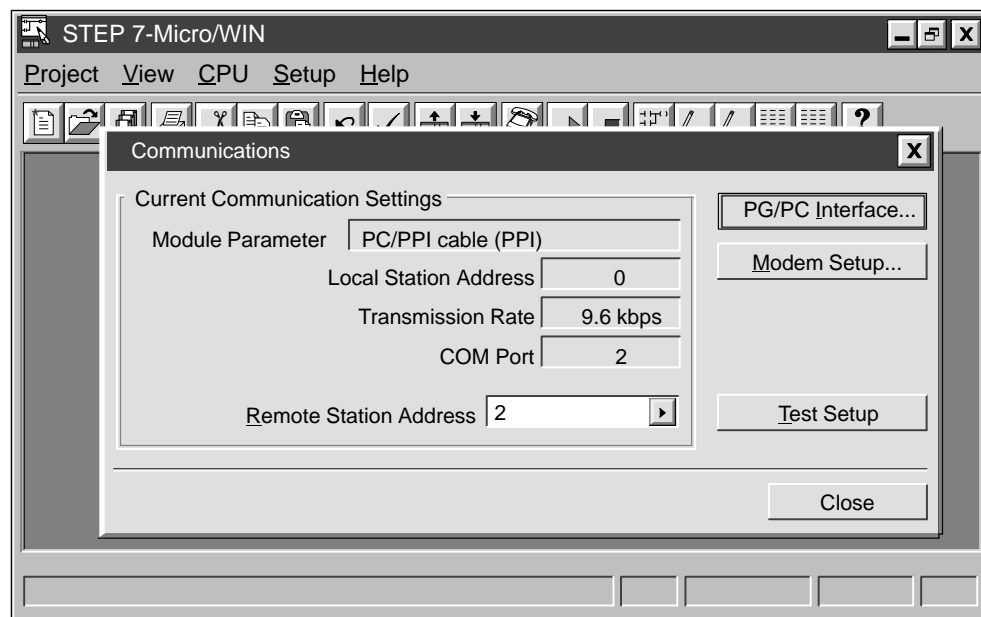 STEP 7-Micro/WIN
Project View CPU Setup Help
?
Communications
X
Current Communication Settings
PG/PC Interface...
Module Parameter PC/PPI cable (PPI)
Modem Setup...
Local Station Address 0
Transmission Rate 9.6 kbps
COM Port 2
Remote Station Address 2
Test Setup
Close